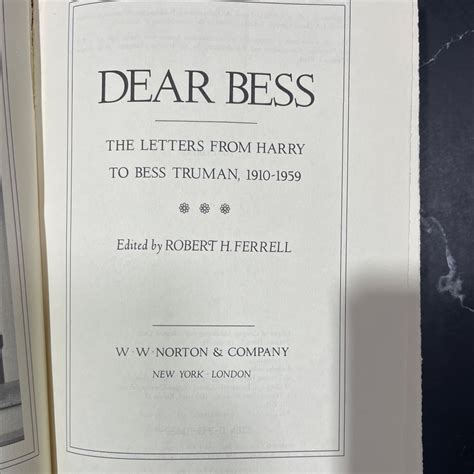 DEAR BESS
THE LETTERS FROM HARRY
TO BESS TRUMAN, 1910-1959
Edited by ROBERT H. FERRELL
W · W · NORTON & COMPANY
NEW YORK · LONDON